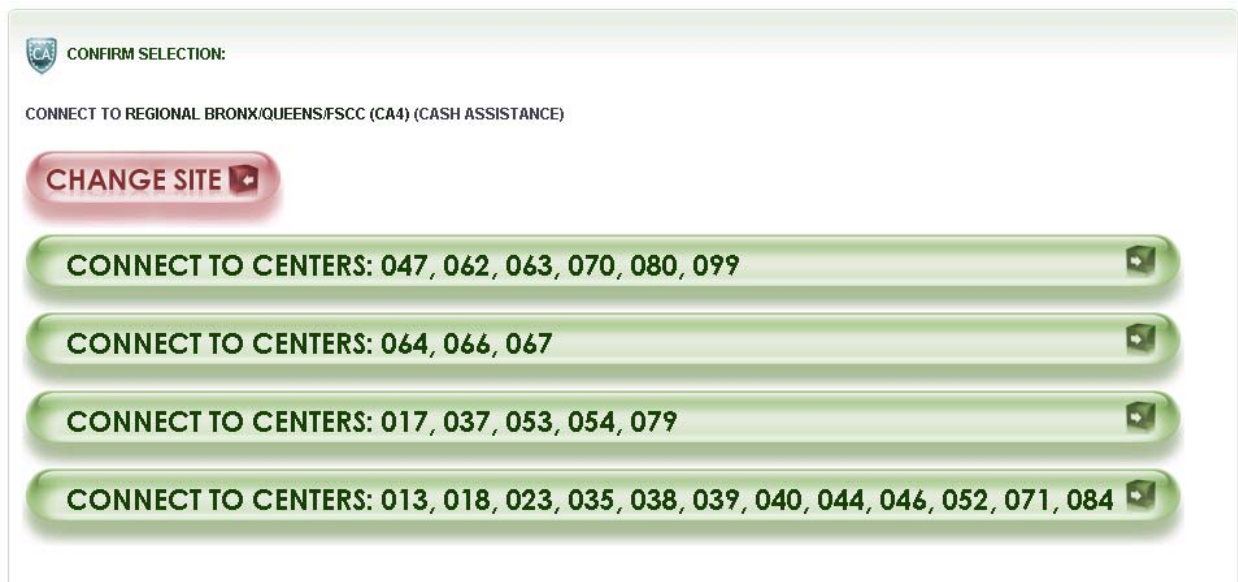 CA
CONFIRM SELECTION:
CONNECT TO REGIONAL BRONX/QUEENS/FSCC (CA4) (CASH ASSISTANCE)
CHANGE SITE
CONNECT TO CENTERS: 047, 062, 063, 070, 080, 099
CONNECT TO CENTERS: 064, 066, 067
CONNECT TO CENTERS: 017, 037, 053, 054, 079
CONNECT TO CENTERS: 013, 018, 023, 035, 038, 039, 040, 044, 046, 052, 071, 084